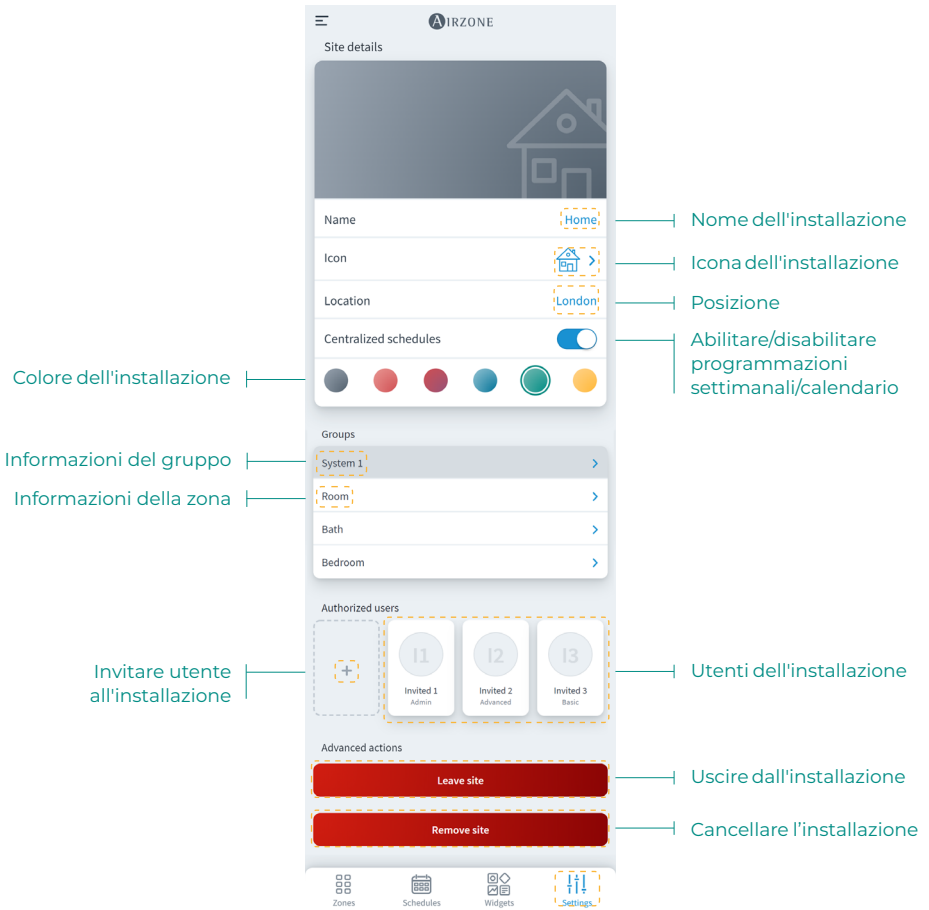 AIRZONE
Site details
Name
Home
Nome dell'installazione
Icon
Icona dell'installazione
Location
London
Posizione
Centralized schedules
Abilitare/disabilitare
programmazioni
settimanali/calendario
Colore dell'installazione
Groups
Informazioni del gruppo
System 1
Informazioni della zona
Room
Bath
Bedroom
Authorized users
Invitare utente
all'installazione
+
I1
Invited 1
Admin
I2
Invited 2
Advanced
I3
Invited 3
Basic
Utenti dell'installazione
Advanced actions
Leave site
Uscire dall'installazione
Remove site
Cancellare l’installazione
Zones
Schedules
Widgets
Settings